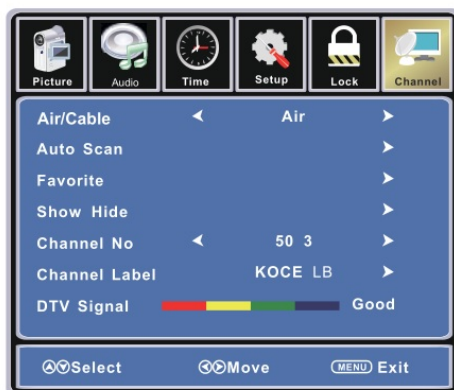 Picture Audio Time Setup Lock Channel
Air/Cable Air
Auto Scan
Favorite
Show Hide
Channel No 50 3
Channel Label KOCE LB
DTV Signal Good
Select Move MENU Exit